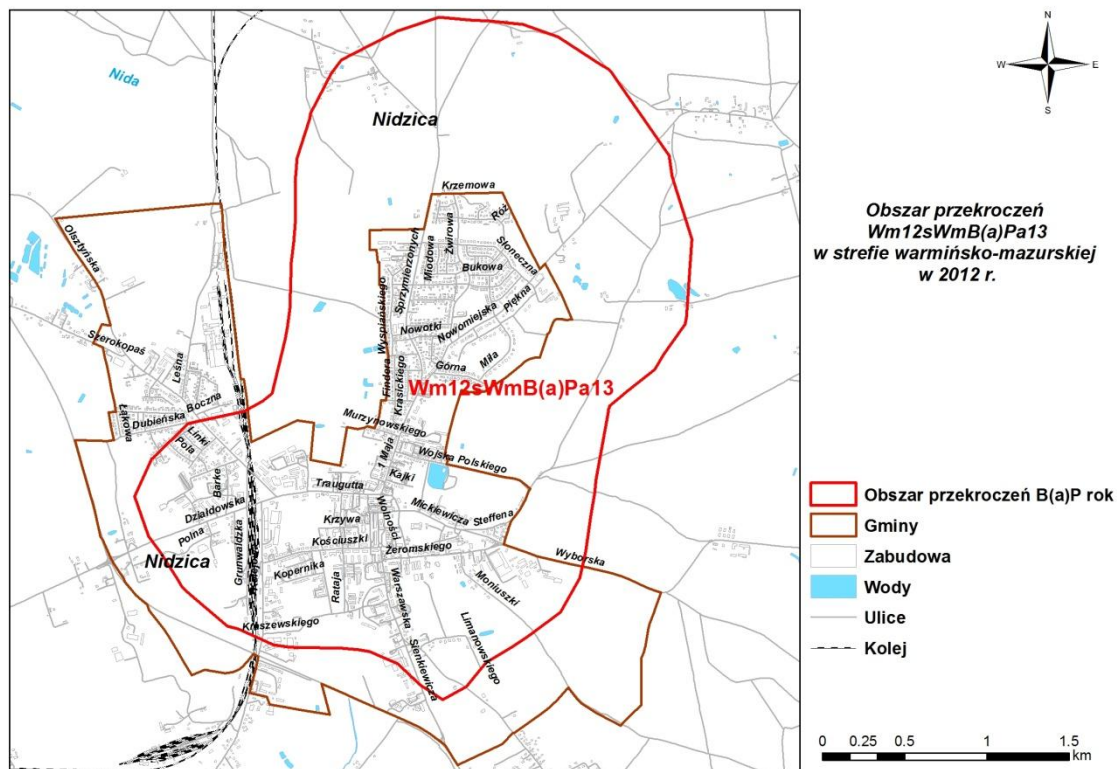 Nida
Nidzica
Krzemowa
Róż
Olsztyńska
Sprzymierzonych
Miodowa
Żwirowa
Słoneczna
Bukowa
Piękna
Wyspiańskiego
Nowotki
Nowomiejska
Szerokopaś
Leśna
Górna
Miła
Findera
Krasickiego
Wm12sWmB(a)Pa13
Łąkowa
Dubieńska
Boczna
Murzynowskiego
Linki
Pola
1 Maja
Wojska Polskiego
Barke
Traugutta
Kajki
Działdowska
Wolności
Mickiewicza
Steffena
Krzywa
Polna
Kościuszki
Żeromskiego
Wyborska
Nidzica
Grunwaldzka
Kolejowa
Kopernika
Rataja
Warszawska
Moniuszki
Kraszewskiego
Limanowskiego
Sienkiewicza
N
W
E
S
Obszar przekroczeń
Wm12sWmB(a)Pa13
w strefie warmińsko-mazurskiej
w 2012 r.
Obszar przekroczeń B(a)P rok
Gminy
Zabudowa
Wody
Ulice
Kolej
0 0.25 0.5 1 1.5
km